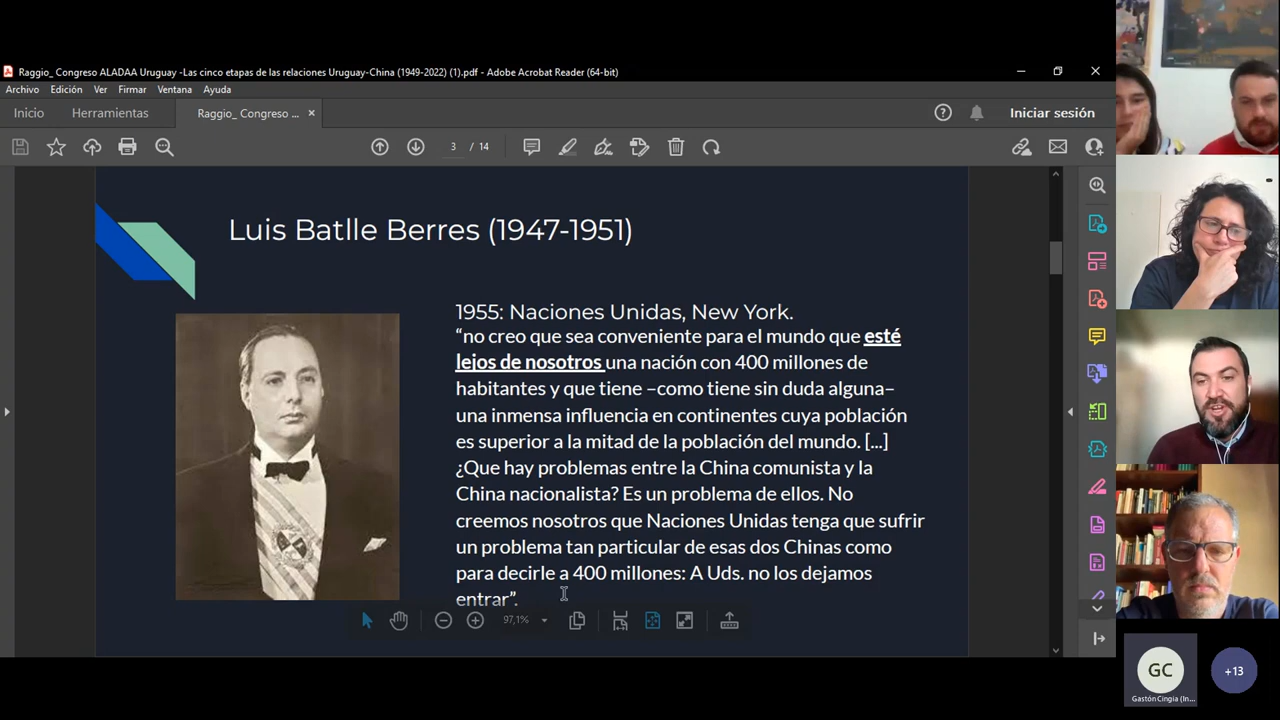 Raggio_ Congreso ALADAA Uruguay -Las cinco etapas de las relaciones Uruguay-China (1949-2022) (1).pdf - Adobe Acrobat Reader (64-bit)
Archivo Edición Ver Firmar Ventana Ayuda
Inicio Herramientas Raggio_ Congreso ... Iniciar sesión
3 / 14
Luis Batlle Berres (1947-1951)
1955: Naciones Unidas, New York.
“no creo que sea conveniente para el mundo que esté
lejos de nosotros una nación con 400 millones de
habitantes y que tiene –como tiene sin duda alguna–
una inmensa influencia en continentes cuya población
es superior a la mitad de la población del mundo. [...]
¿Que hay problemas entre la China comunista y la
China nacionalista? Es un problema de ellos. No
creemos nosotros que Naciones Unidas tenga que sufrir
un problema tan particular de esas dos Chinas como
para decirle a 400 millones: A Uds. no los dejamos
entrar”.
97,1%
GC
+13
Gastón Cingia (In...